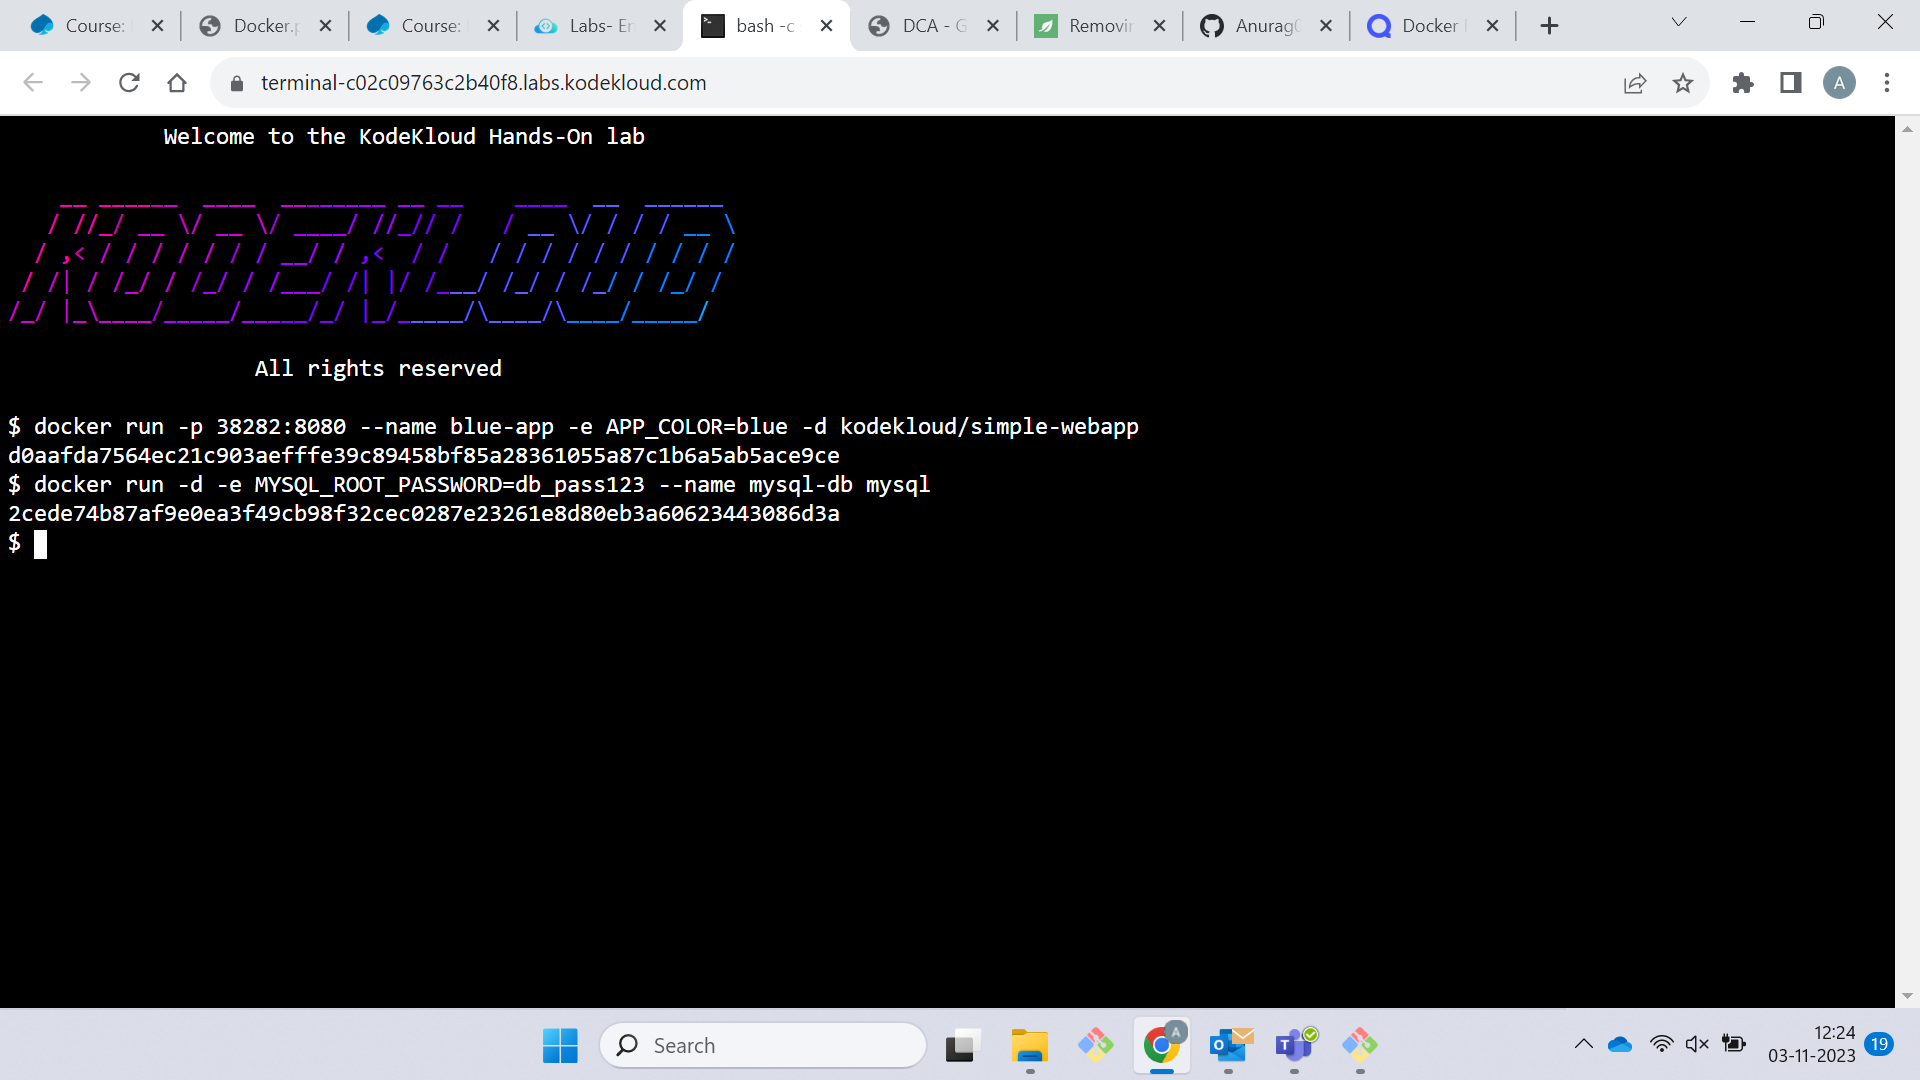 Course:
Docker.p
Course:
Labs- En
bash -c
DCA - G
Removin
Anurag
Docker
terminal-c02c09763c2b40f8.labs.kodekloud.com
A
Welcome to the KodeKloud Hands-On lab
KODEKLOUD
All rights reserved
$ docker run -p 38282:8080 --name blue-app -e APP_COLOR=blue -d kodekloud/simple-webapp
d0aafda7564ec21c903aefffe39c89458bf85a28361055a87c1b6a5ab5ace9ce
$ docker run -d -e MYSQL_ROOT_PASSWORD=db_pass123 --name mysql-db mysql
2cede74b87af9e0ea3f49cb98f32cec0287e23261e8d80eb3a60623443086d3a
$
Search
12:24
03-11-2023
19